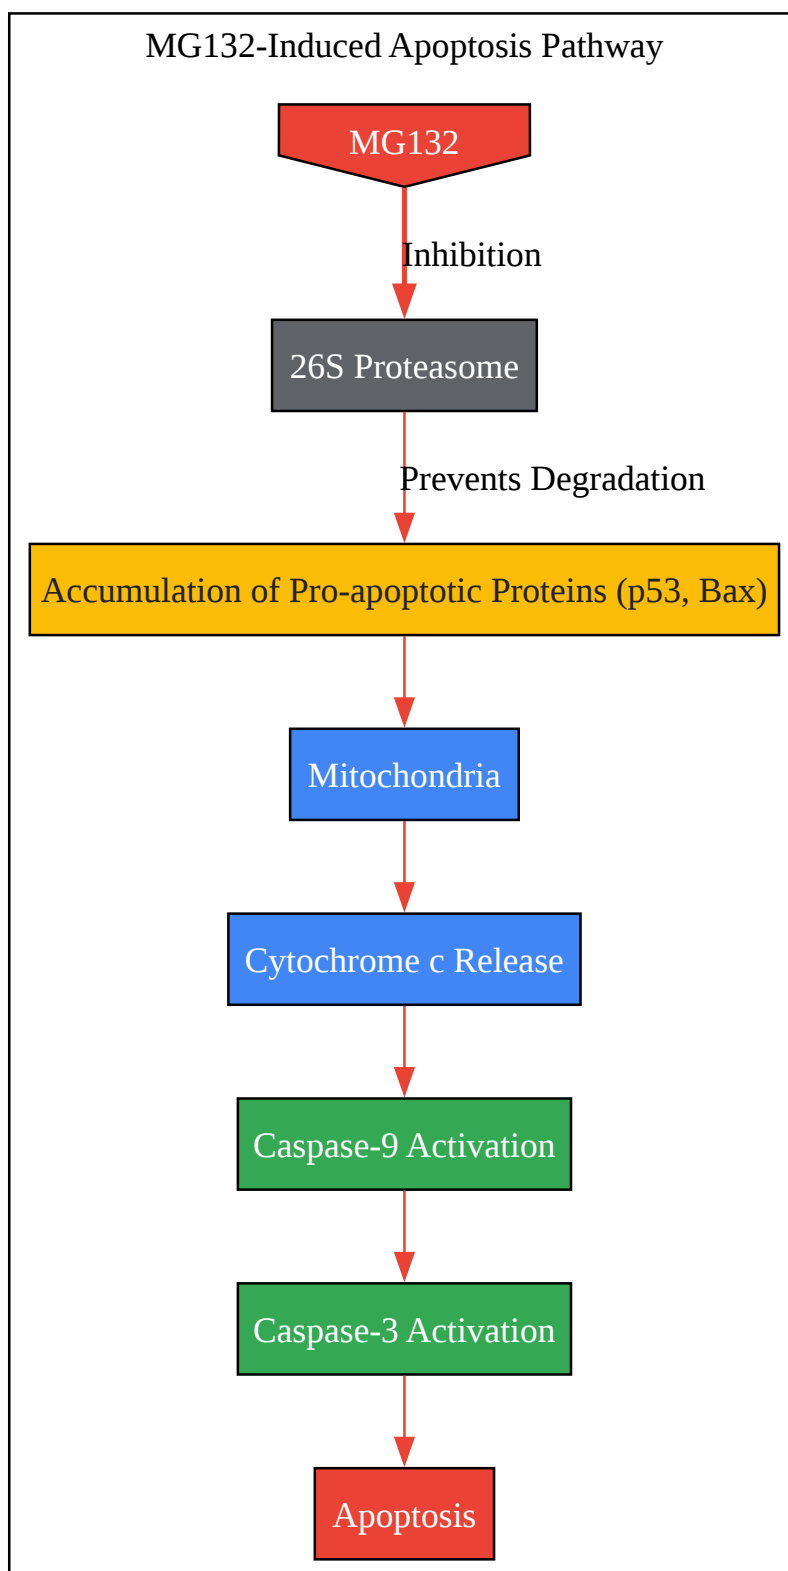 MG132-Induced Apoptosis Pathway
MG132
Inhibition
26S Proteasome
Prevents Degradation
Accumulation of Pro-apoptotic Proteins (p53, Bax)
Mitochondria
Cytochrome c Release
Caspase-9 Activation
Caspase-3 Activation
Apoptosis